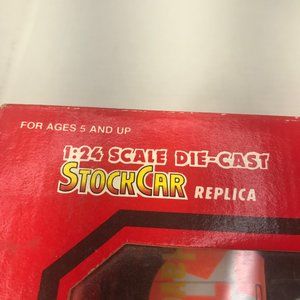 FOR AGES 5 AND UP
1:24 SCALE DIE-CAST
STOCKCAR REPLICA